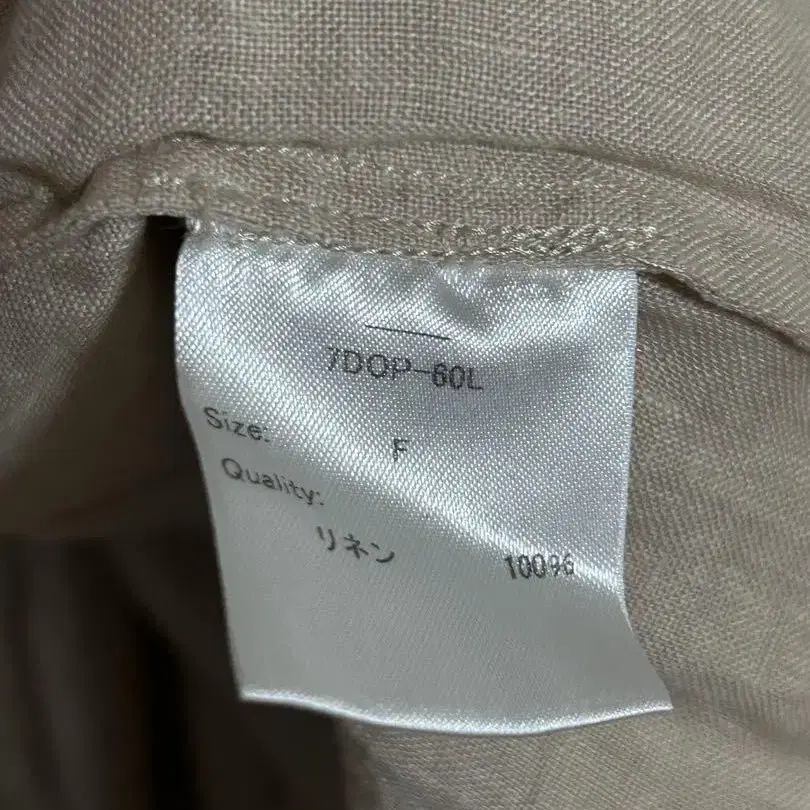 7DOP-60L
Size: F
Quality:
リネン 100%